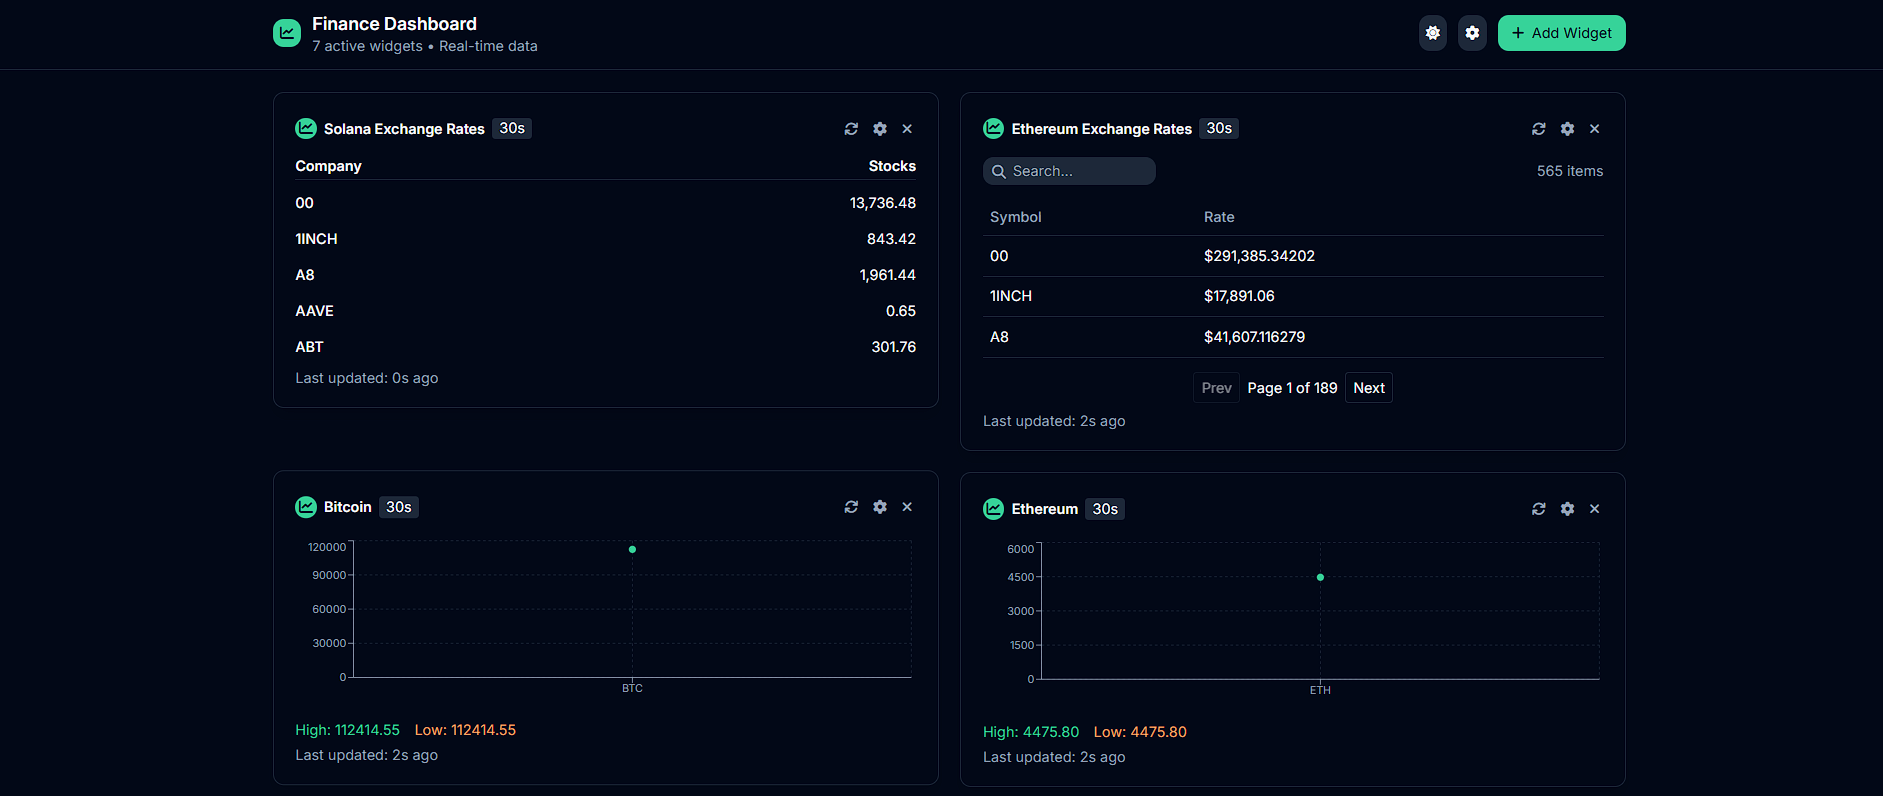 Finance Dashboard
7 active widgets • Real-time data
+ Add Widget
Solana Exchange Rates 30s
Company Stocks
00 13,736.48
1INCH 843.42
A8 1,961.44
AAVE 0.65
ABT 301.76
Last updated: 0s ago
Ethereum Exchange Rates 30s
Search... 565 items
Symbol Rate
00 $291,385.34202
1INCH $17,891.06
A8 $41,607.116279
Prev Page 1 of 189 Next
Last updated: 2s ago
Bitcoin 30s
120000
90000
60000
30000
0
BTC
High: 112414.55 Low: 112414.55
Last updated: 2s ago
Ethereum 30s
6000
4500
3000
1500
0
ETH
High: 4475.80 Low: 4475.80
Last updated: 2s ago